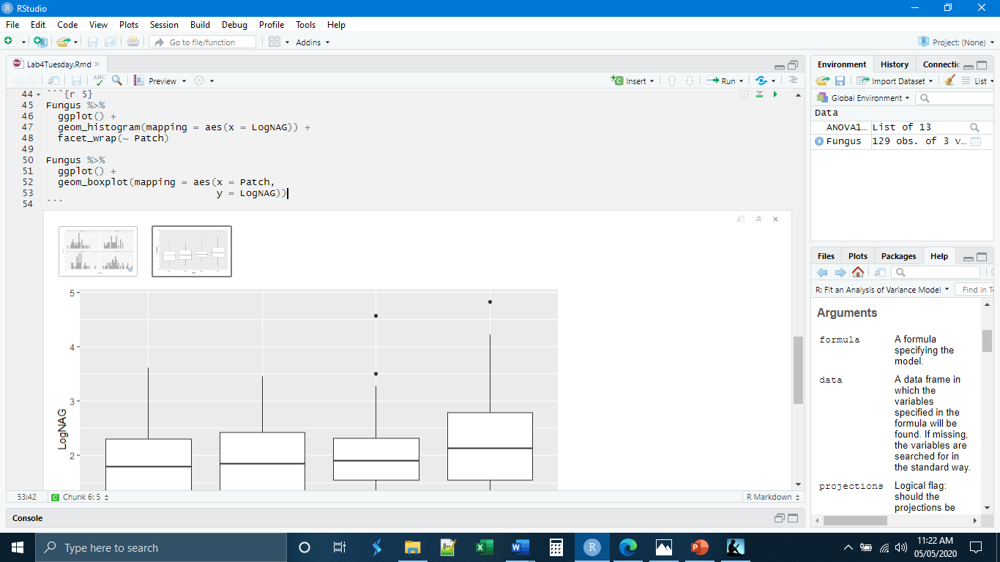 RStudio
File Edit Code View Plots Session Build Debug Profile Tools Help
Go to file/function Addins Project: (None)
Lab4Tuesday.Rmd
ABC Preview Insert Run
44 ```{r 5}
45 Fungus %>%
46 ggplot() +
47 geom_histogram(mapping = aes(x = LogNAG)) +
48 facet_wrap(~ Patch)
49
50 Fungus %>%
51 ggplot() +
52 geom_boxplot(mapping = aes(x = Patch,
53 y = LogNAG))
54 ```
5
4
3
2
LogNAG
53:42 Chunk 6: 5 R Markdown
Console
Environment History Connectic
Import Dataset List
Global Environment
Data
ANOVA1… List of 13
Fungus 129 obs. of 3 v…
Files Plots Packages Help
R: Fit an Analysis of Variance Model Find in T
Arguments
formula A formula
specifying the
model.
data A data frame in
which the
variables
specified in the
formula will be
found. If missing,
the variables are
searched for in
the standard way.
projections Logical flag:
should the
projections be
Type here to search
11:22 AM
05/05/2020